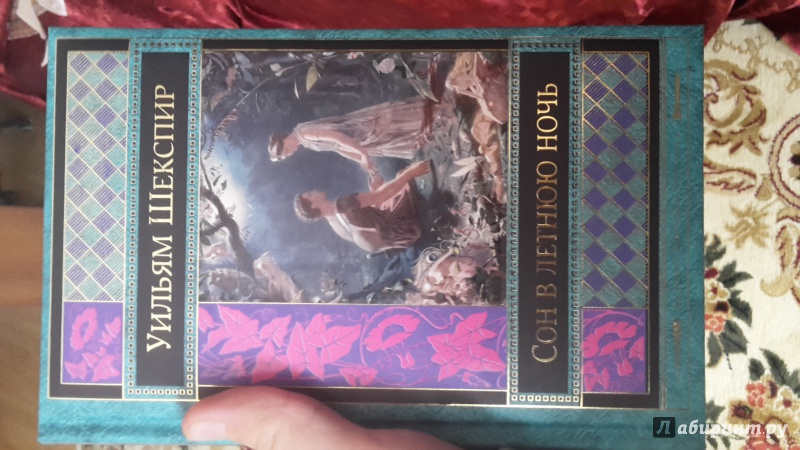 Уильям Шекспир
Сон в летнюю ночь
Лабиринт.ру